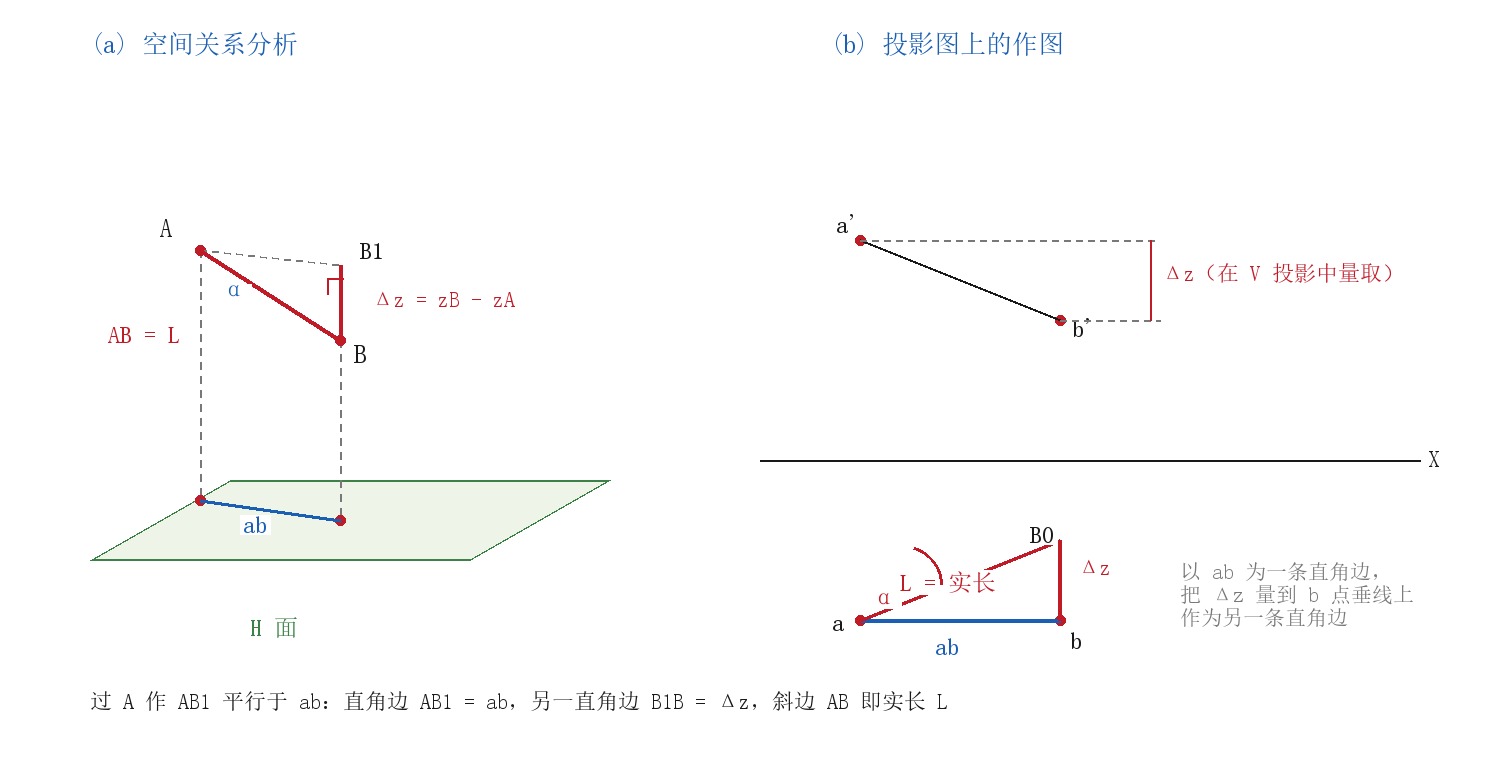 (a) 空间关系分析
(b) 投影图上的作图
A
B1
α
Δz = zB - zA
AB = L
B
ab
H 面
a'
Δz（在 V 投影中量取）
b'
X
B0
Δz
L = 实长
α
a
b
ab
以 ab 为一条直角边，
把 Δz 量到 b 点垂线上
作为另一条直角边
过 A 作 AB1 平行于 ab：直角边 AB1 = ab，另一直角边 B1B = Δz，斜边 AB 即实长 L